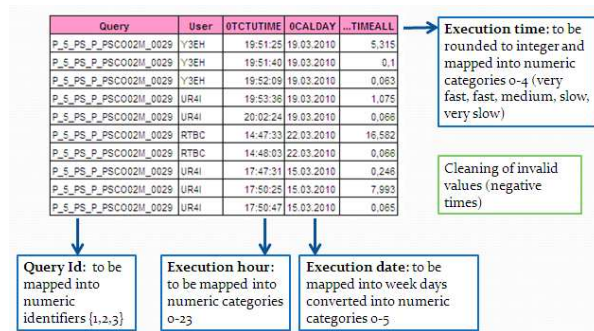 Query User 0TCTUTIME 0CALDAY ...TIMEALL
P_5_PS_P_PSCO02M_0029 Y3EH 19:51:25 19.03.2010 5,315
P_5_PS_P_PSCO02M_0029 Y3EH 19:51:40 19.03.2010 0,1
P_5_PS_P_PSCO02M_0029 Y3EH 19:52:09 19.03.2010 0,063
P_5_PS_P_PSCO02M_0029 UR4I 19:53:36 19.03.2010 1,075
P_5_PS_P_PSCO02M_0029 UR4I 20:02:24 19.03.2010 0,066
P_5_PS_P_PSCO02M_0029 RTBC 14:47:33 22.03.2010 16,582
P_5_PS_P_PSCO02M_0029 RTBC 14:48:03 22.03.2010 0,066
P_5_PS_P_PSCO02M_0029 UR4I 17:47:31 15.03.2010 0,246
P_5_PS_P_PSCO02M_0029 UR4I 17:50:25 15.03.2010 7,993
P_5_PS_P_PSCO02M_0029 UR4I 17:50:47 15.03.2010 0,065
Execution time: to be
rounded to integer and
mapped into numeric
categories 0-4 (very
fast, fast, medium, slow,
very slow)
Cleaning of invalid
values (negative
times)
Query Id: to be
mapped into
numeric
identifiers {1,2,3}
Execution hour:
to be mapped into
numeric categories
0-23
Execution date: to be
mapped into week days
converted into numeric
categories 0-5